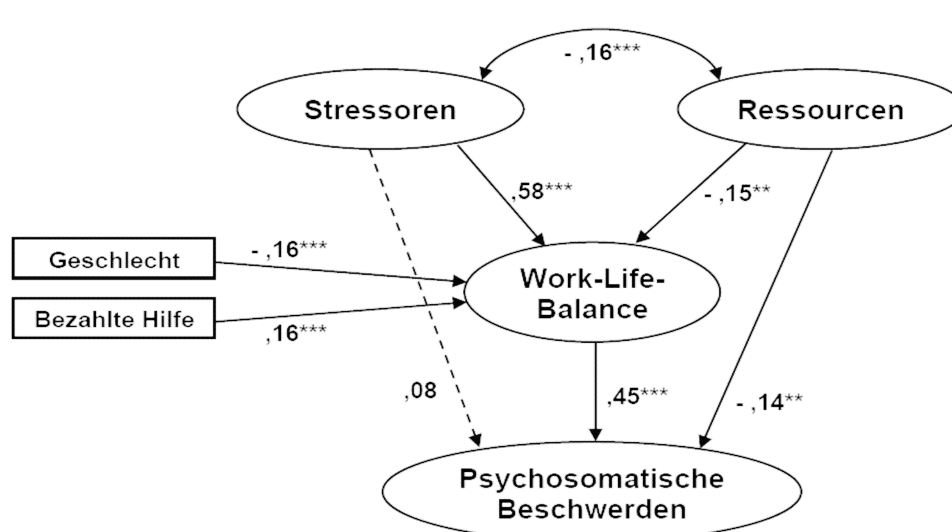 - ,16***
Stressoren
Ressourcen
,58***
- ,15**
Geschlecht
- ,16***
Work-Life-
Balance
Bezahlte Hilfe
,16***
,08
,45***
- ,14**
Psychosomatische
Beschwerden